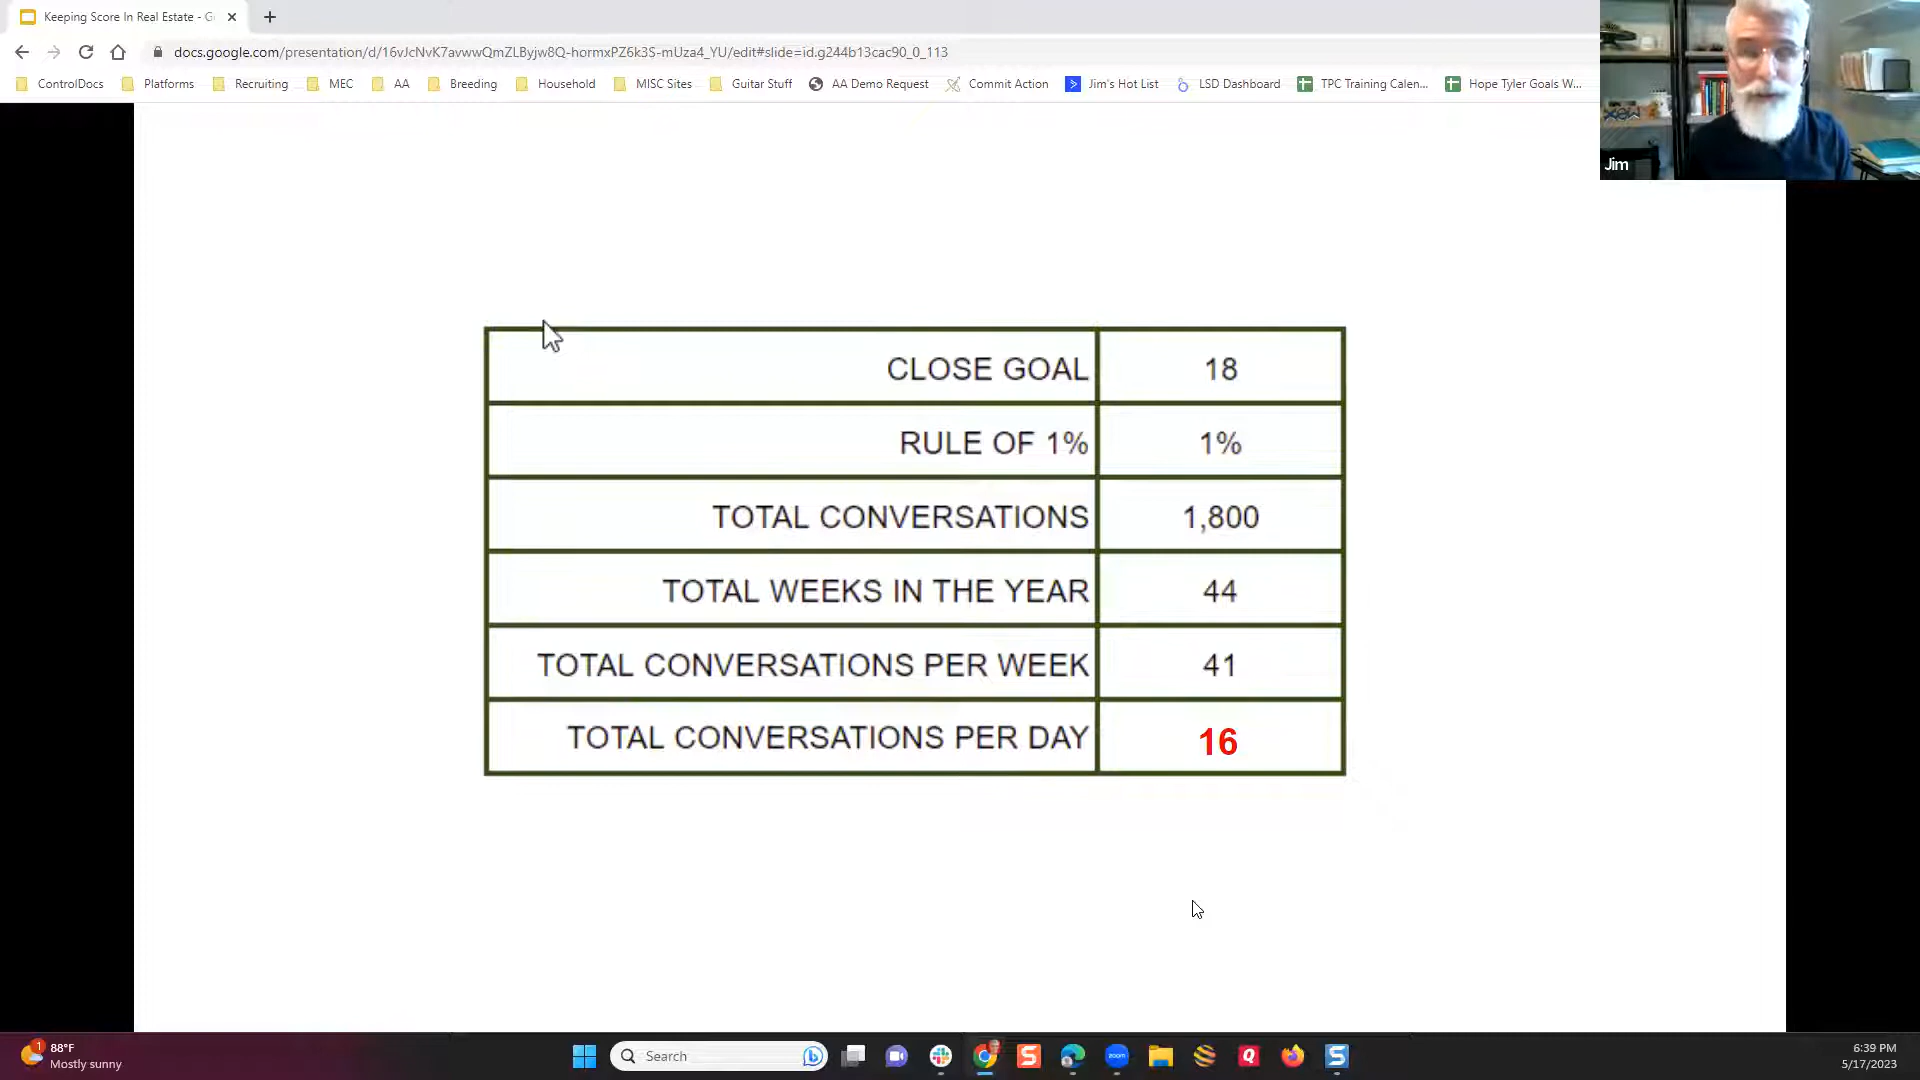 Keeping Score In Real Estate - G
docs.google.com/presentation/d/16vJcNvK7avwwQmZLByjw8Q-hormxPZ6k3S-mUza4_YU/edit#slide=id.g244b13cac90_0_113
ControlDocs Platforms Recruiting MEC AA Breeding Household MISC Sites Guitar Stuff AA Demo Request Commit Action Jim's Hot List LSD Dashboard TPC Training Calen... Hope Tyler Goals W...
Jim
CLOSE GOAL 18
RULE OF 1% 1%
TOTAL CONVERSATIONS 1,800
TOTAL WEEKS IN THE YEAR 44
TOTAL CONVERSATIONS PER WEEK 41
TOTAL CONVERSATIONS PER DAY 16
1
88°F
Mostly sunny
Search
zoom
6:39 PM
5/17/2023